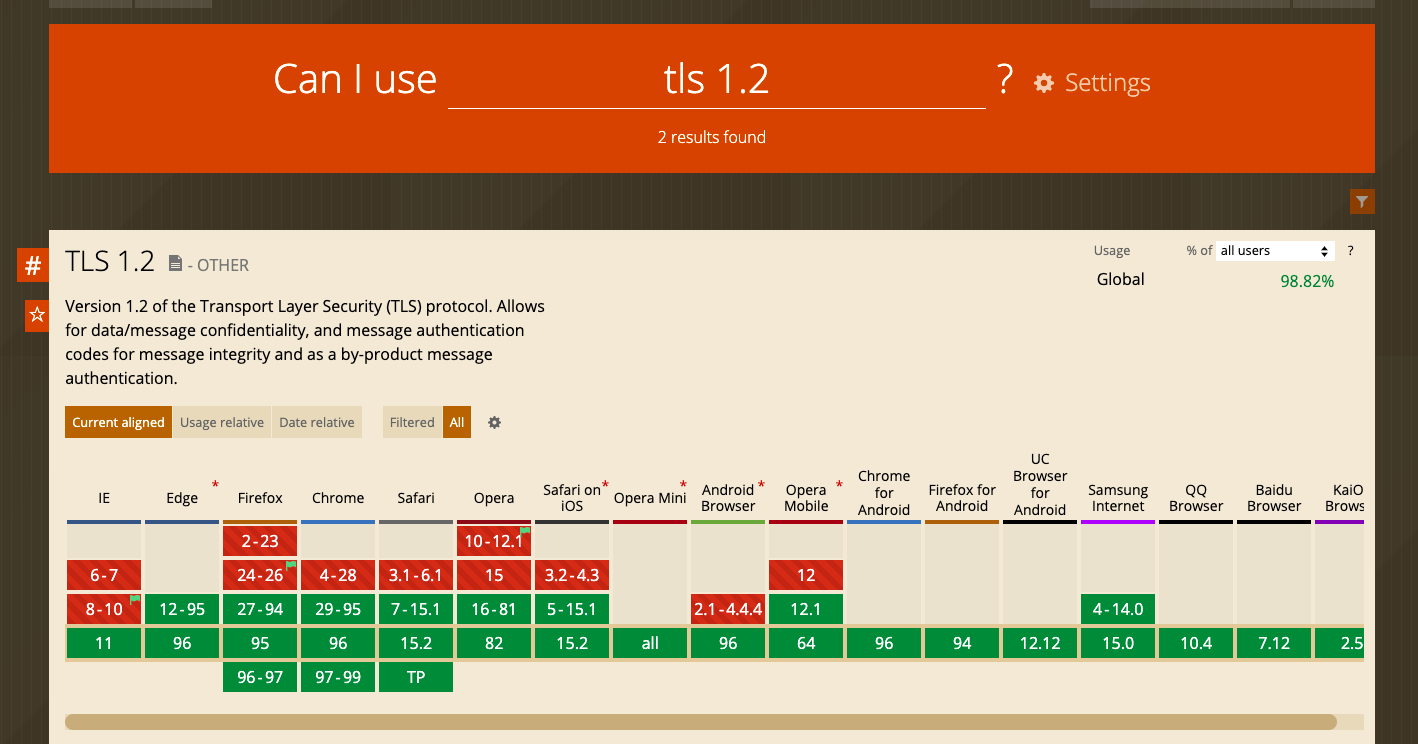 Can I use tls 1.2 ? Settings
2 results found
#
TLS 1.2 - OTHER
Usage % of all users ?
Global 98.82%
Version 1.2 of the Transport Layer Security (TLS) protocol. Allows
for data/message confidentiality, and message authentication
codes for message integrity and as a by-product message
authentication.
Current aligned Usage relative Date relative Filtered All
IE
Edge *
Firefox
Chrome
Safari
Opera
Safari on *
iOS
Opera Mini *
Android *
Browser
Opera *
Mobile
Chrome
for
Android
Firefox for
Android
UC
Browser
for
Android
Samsung
Internet
QQ
Browser
Baidu
Browser
KaiO
Brows
2-23 10-12.1
6-7 24-26 4-28 3.1-6.1 15 3.2-4.3 12
8-10 12-95 27-94 29-95 7-15.1 16-81 5-15.1 2.1-4.4.4 12.1 4-14.0
11 96 95 96 15.2 82 15.2 all 96 64 96 94 12.12 15.0 10.4 7.12 2.5
96-97 97-99 TP